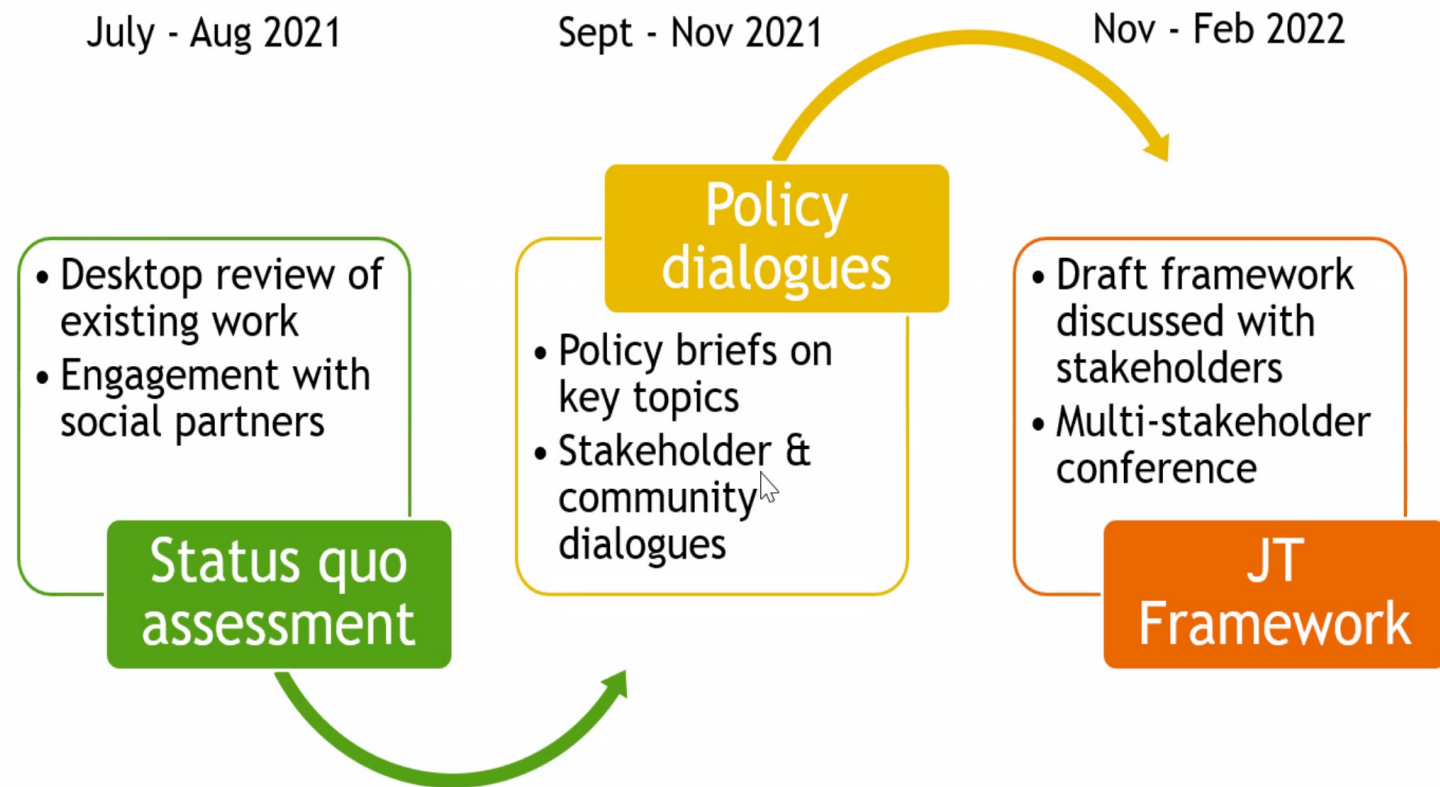 July - Aug 2021
Sept - Nov 2021
Nov - Feb 2022
• Desktop review of
existing work
• Engagement with
social partners
Status quo
assessment
Policy
dialogues
• Policy briefs on
key topics
• Stakeholder &
community
dialogues
• Draft framework
discussed with
stakeholders
• Multi-stakeholder
conference
JT
Framework